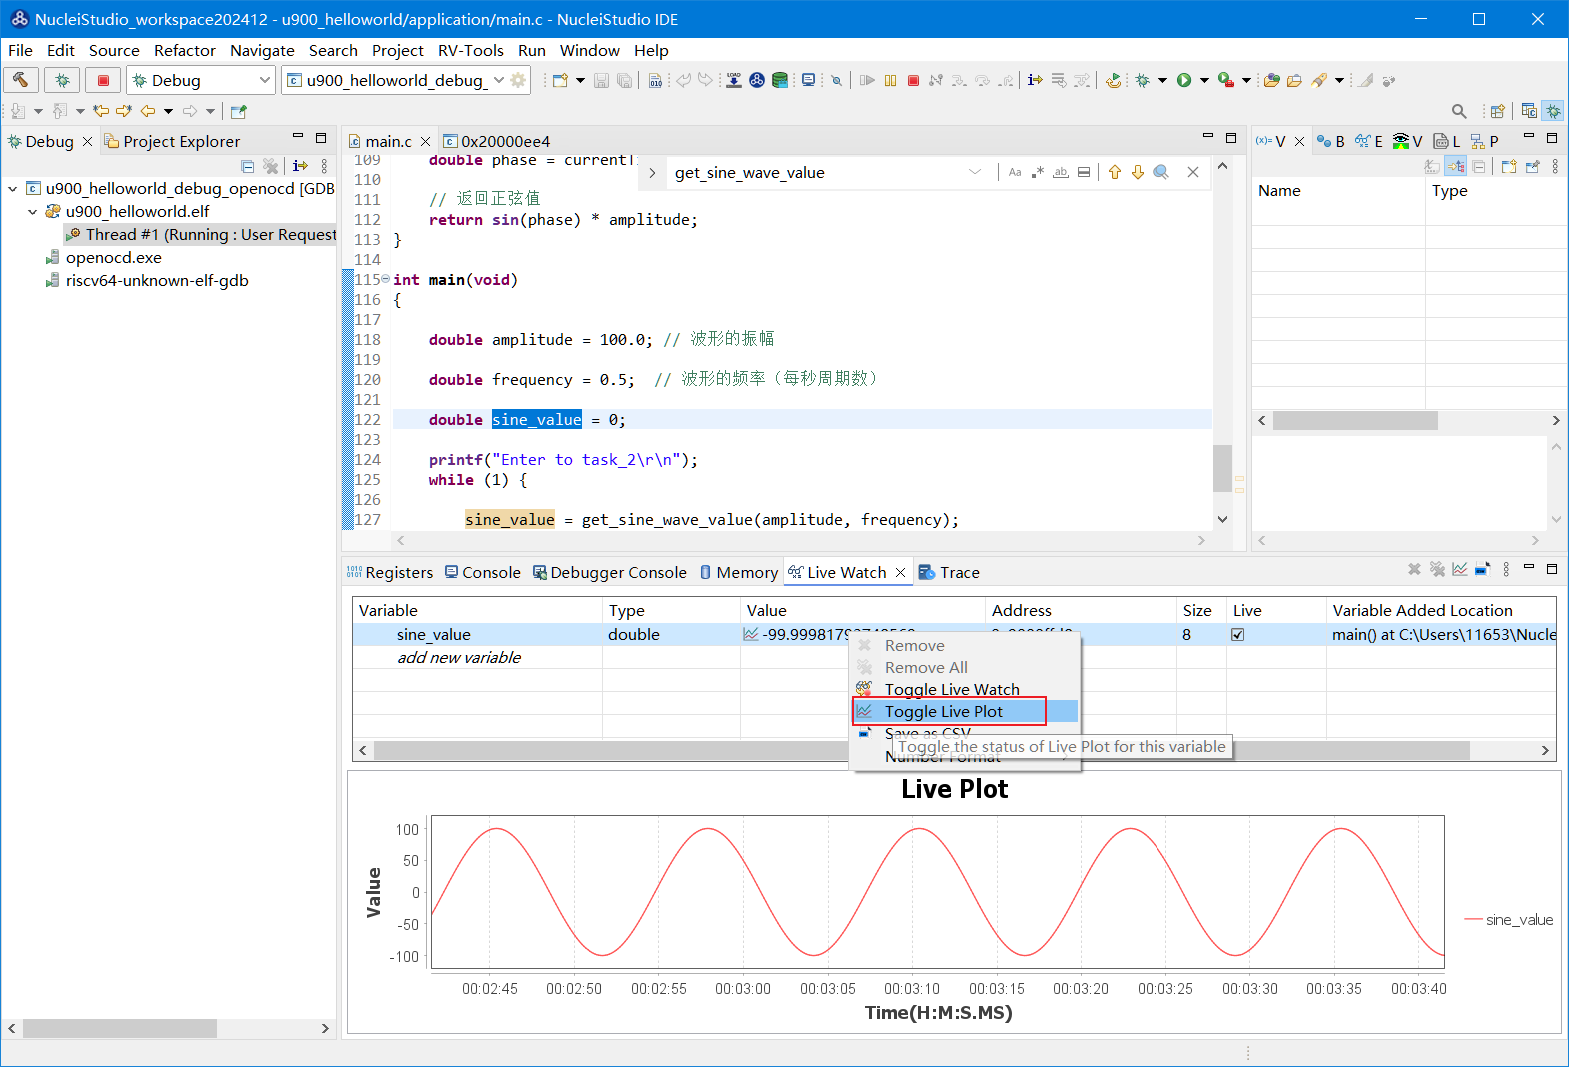 NucleiStudio_workspace202412 - u900_helloworld/application/main.c - NucleiStudio IDE
File Edit Source Refactor Navigate Search Project RV-Tools Run Window Help
Debug u900_helloworld_debug_
Debug Project Explorer
u900_helloworld_debug_openocd [GDB
u900_helloworld.elf
Thread #1 (Running : User Request
openocd.exe
riscv64-unknown-elf-gdb
main.c 0x20000ee4
get_sine_wave_value
109 double phase = currentTi
110
111 // 返回正弦值
112 return sin(phase) * amplitude;
113 }
114
115 int main(void)
116 {
117
118 double amplitude = 100.0; // 波形的振幅
119
120 double frequency = 0.5; // 波形的频率（每秒周期数）
121
122 double sine_value = 0;
123
124 printf("Enter to task_2\r\n");
125 while (1) {
126
127 sine_value = get_sine_wave_value(amplitude, frequency);
(x)= V B E V L P
Name Type
Registers Console Debugger Console Memory Live Watch Trace
Variable Type Value Address Size Live Variable Added Location
sine_value double 8 main() at C:\Users\11653\Nucle
add new variable
Remove
Remove All
Toggle Live Watch
Toggle Live Plot
Save as CSV
Toggle the status of Live Plot for this variable
Number Format
Live Plot
Value
100
50
0
-50
-100
00:02:45 00:02:50 00:02:55 00:03:00 00:03:05 00:03:10 00:03:15 00:03:20 00:03:25 00:03:30 00:03:35 00:03:40
Time(H:M:S.MS)
sine_value